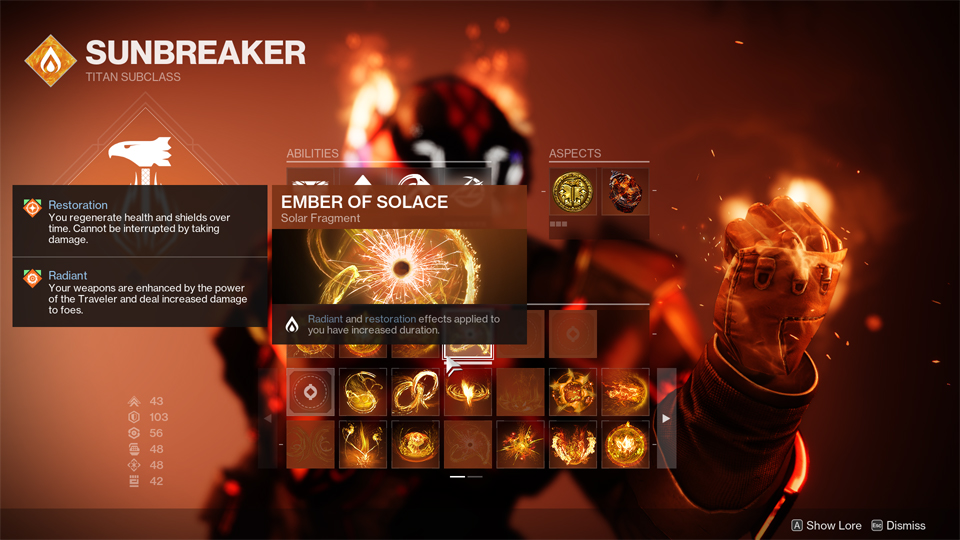 SUNBREAKER
TITAN SUBCLASS
ABILITIES
ASPECTS
Restoration
You regenerate health and shields over
time. Cannot be interrupted by taking
damage.
Radiant
Your weapons are enhanced by the power
of the Traveler and deal increased damage
to foes.
EMBER OF SOLACE
Solar Fragment
Radiant and restoration effects applied to
you have increased duration.
43
103
56
48
48
42
A Show Lore
Esc Dismiss